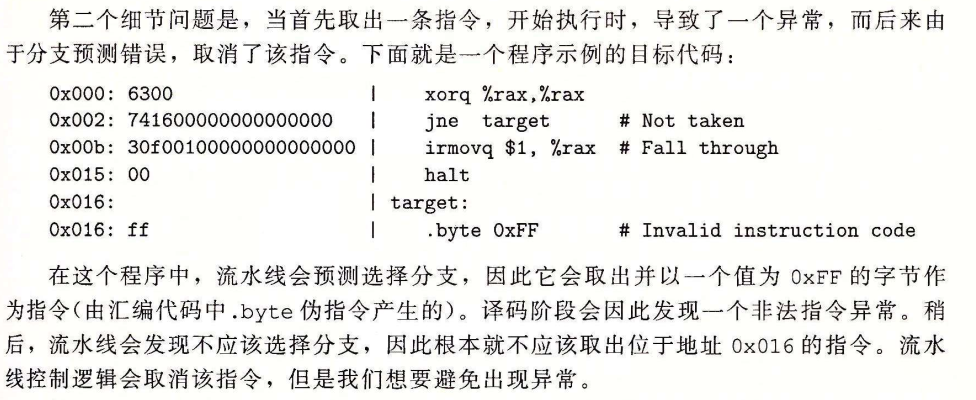 第二个细节问题是，当首先取出一条指令，开始执行时，导致了一个异常，而后来由
于分支预测错误，取消了该指令。下面就是一个程序示例的目标代码：
0x000: 6300 | xorq %rax,%rax
0x002: 741600000000000000 | jne target # Not taken
0x00b: 30f00100000000000000 | irmovq $1, %rax # Fall through
0x015: 00 | halt
0x016: | target:
0x016: ff | .byte 0xFF # Invalid instruction code
在这个程序中，流水线会预测选择分支，因此它会取出并以一个值为 0xFF 的字节作
为指令(由汇编代码中.byte 伪指令产生的)。译码阶段会因此发现一个非法指令异常。稍
后，流水线会发现不应该选择分支，因此根本就不应该取出位于地址 0x016 的指令。流水
线控制逻辑会取消该指令，但是我们想要避免出现异常。